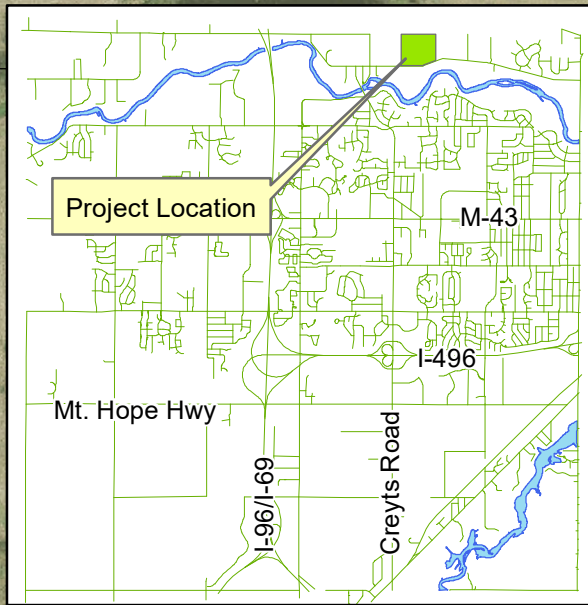 Project Location
M-43
I-496
Mt. Hope Hwy
I-96/I-69
Creyts Road